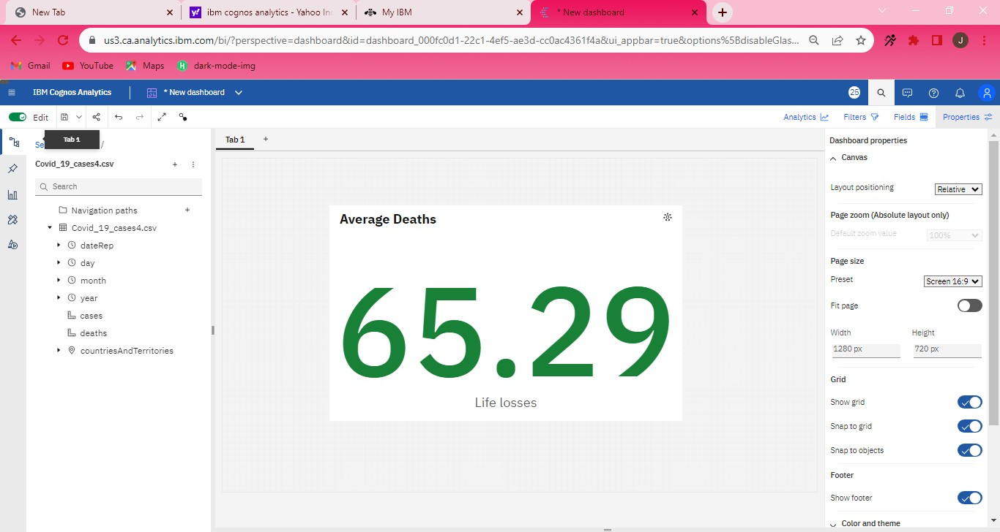 New Tab
ibm cognos analytics - Yahoo In
My IBM
* New dashboard
us3.ca.analytics.ibm.com/bi/?perspective=dashboard&id=dashboard_000fc0d1-22c1-4ef5-ae3d-cc0ac4361f4a&ui_appbar=true&options%5BdisableGlas...
J
Gmail
YouTube
Maps
dark-mode-img
IBM Cognos Analytics
* New dashboard
25
Edit
Analytics
Filters
Fields
Properties
Se
Tab 1
/
Tab 1
Covid_19_cases4.csv
Search
Navigation paths
Covid_19_cases4.csv
dateRep
day
month
year
cases
deaths
countriesAndTerritories
Average Deaths
65.29
Life losses
Dashboard properties
Canvas
Layout positioning
Relative
Page zoom (Absolute layout only)
Default zoom value
100%
Page size
Preset
Screen 16:9
Fit page
Width
Height
1280 px
720 px
Grid
Show grid
Snap to grid
Snap to objects
Footer
Show footer
Color and theme